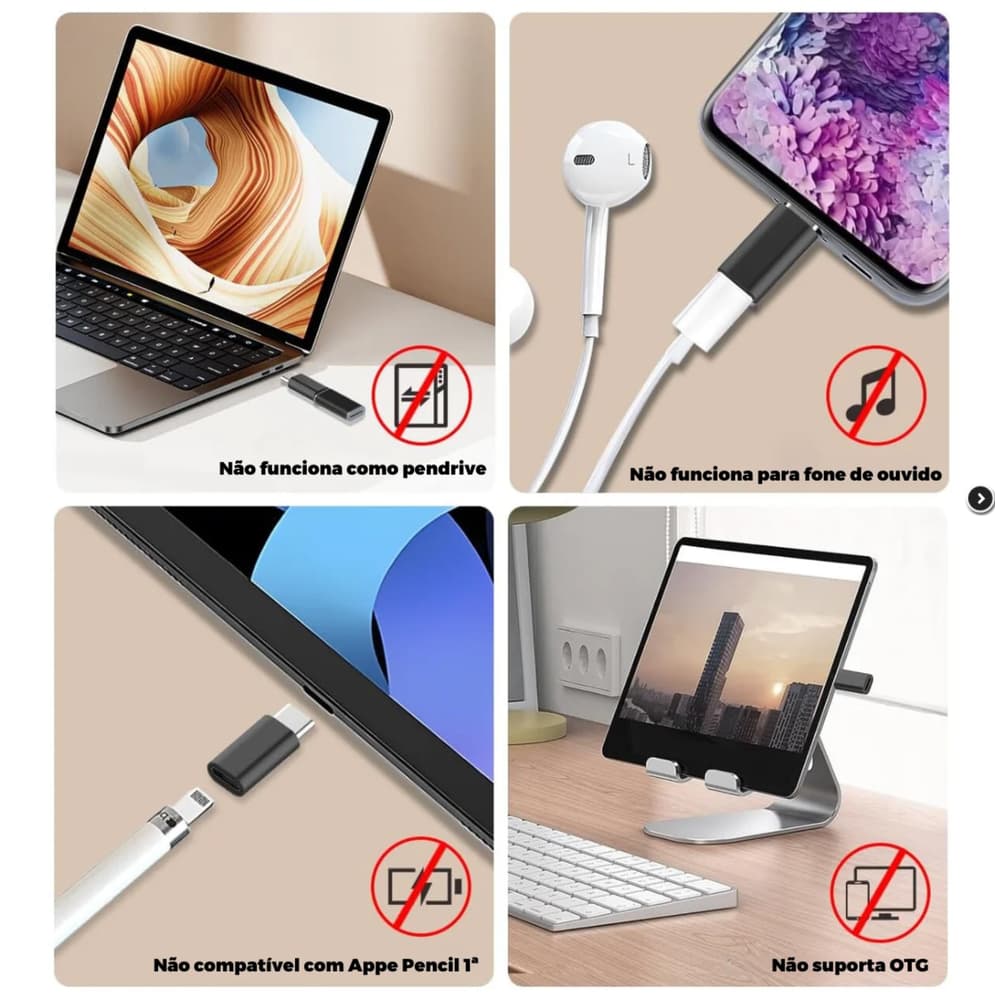 Não funciona como pendrive
L
Não funciona para fone de ouvido
Não compatível com Appe Pencil 1ª
Não suporta OTG